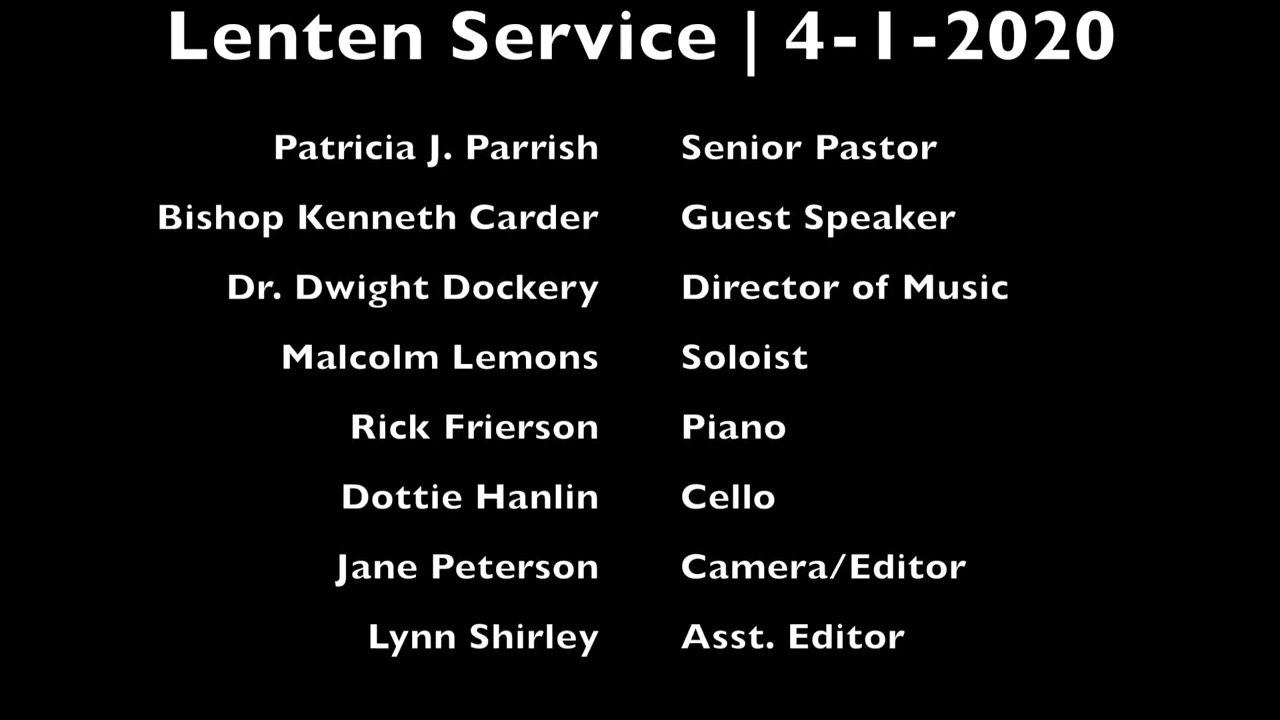 Lenten Service | 4-1-2020
Patricia J. Parrish Senior Pastor
Bishop Kenneth Carder Guest Speaker
Dr. Dwight Dockery Director of Music
Malcolm Lemons Soloist
Rick Frierson Piano
Dottie Hanlin Cello
Jane Peterson Camera/Editor
Lynn Shirley Asst. Editor